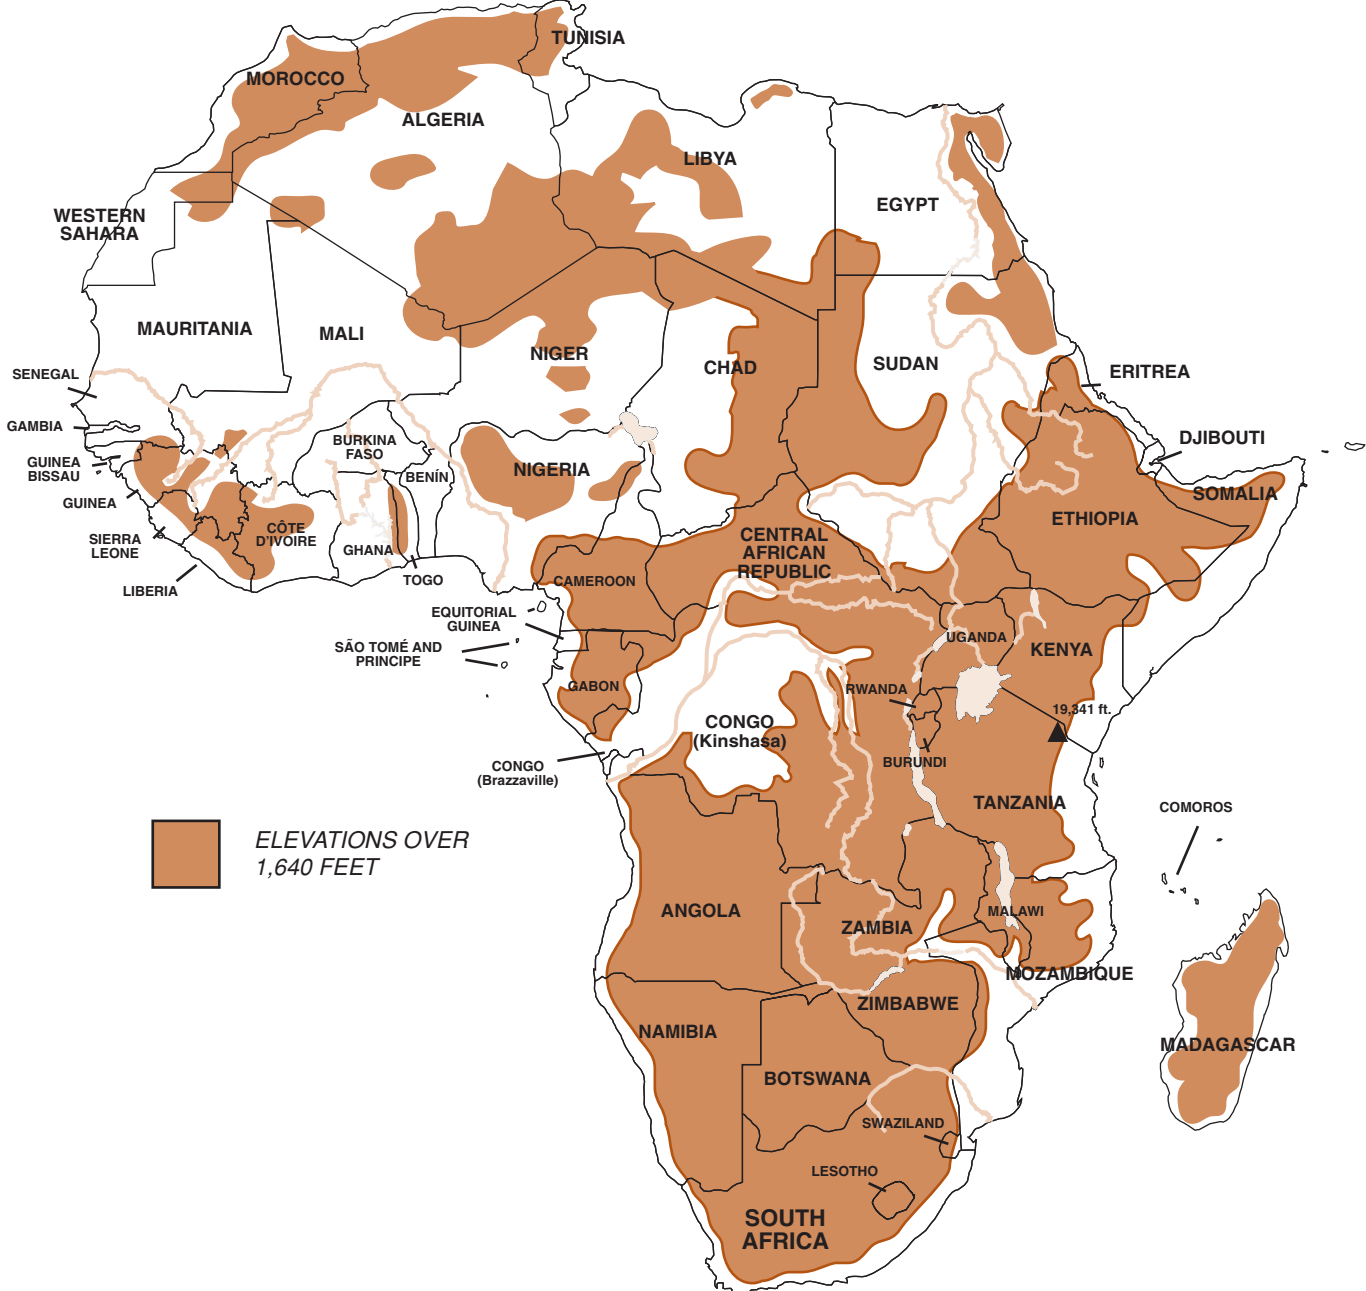 TUNISIA
MOROCCO
ALGERIA
LIBYA
EGYPT
WESTERN
SAHARA
MAURITANIA
MALI
NIGER
CHAD
SUDAN
ERITREA
SENEGAL
GAMBIA
DJIBOUTI
BURKINA
FASO
GUINEA
BISSAU
BENÍN
NIGERIA
SOMALIA
GUINEA
ETHIOPIA
CÔTE
D'IVOIRE
SIERRA
LEONE
GHANA
CENTRAL
AFRICAN
REPUBLIC
LIBERIA
TOGO
CAMEROON
EQUITORIAL
GUINEA
UGANDA
KENYA
SÃO TOMÉ AND
PRINCIPE
GABON
RWANDA
19,341 ft.
CONGO
(Kinshasa)
BURUNDI
CONGO
(Brazzaville)
TANZANIA
COMOROS
ELEVATIONS OVER
1,640 FEET
ANGOLA
MALAWI
ZAMBIA
MOZAMBIQUE
ZIMBABWE
NAMIBIA
MADAGASCAR
BOTSWANA
SWAZILAND
LESOTHO
SOUTH
AFRICA